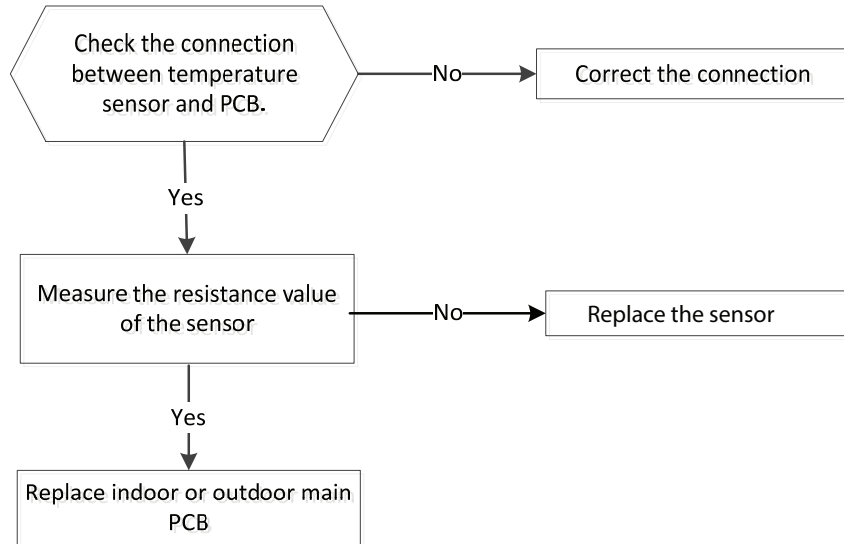 Check the connection
between temperature
sensor and PCB.
No
Correct the connection
Yes
Measure the resistance value
of the sensor
No
Replace the sensor
Yes
Replace indoor or outdoor main
PCB